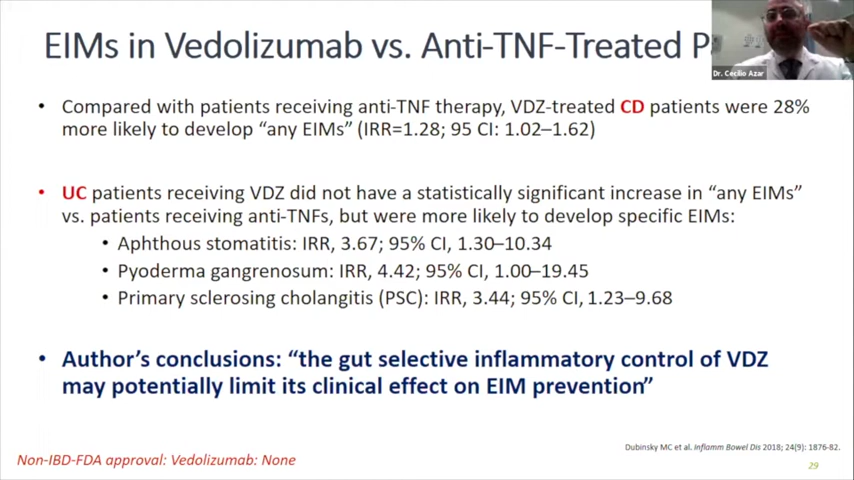 EIMs in Vedolizumab vs. Anti-TNF-Treated P
Dr. Cecilio Azar
• Compared with patients receiving anti-TNF therapy, VDZ-treated CD patients were 28%
more likely to develop “any EIMs” (IRR=1.28; 95 CI: 1.02–1.62)
• UC patients receiving VDZ did not have a statistically significant increase in “any EIMs”
vs. patients receiving anti-TNFs, but were more likely to develop specific EIMs:
• Aphthous stomatitis: IRR, 3.67; 95% CI, 1.30–10.34
• Pyoderma gangrenosum: IRR, 4.42; 95% CI, 1.00–19.45
• Primary sclerosing cholangitis (PSC): IRR, 3.44; 95% CI, 1.23–9.68
• Author’s conclusions: “the gut selective inflammatory control of VDZ
may potentially limit its clinical effect on EIM prevention”
Dubinsky MC et al. Inflamm Bowel Dis 2018; 24(9): 1876-82.
Non-IBD-FDA approval: Vedolizumab: None
29